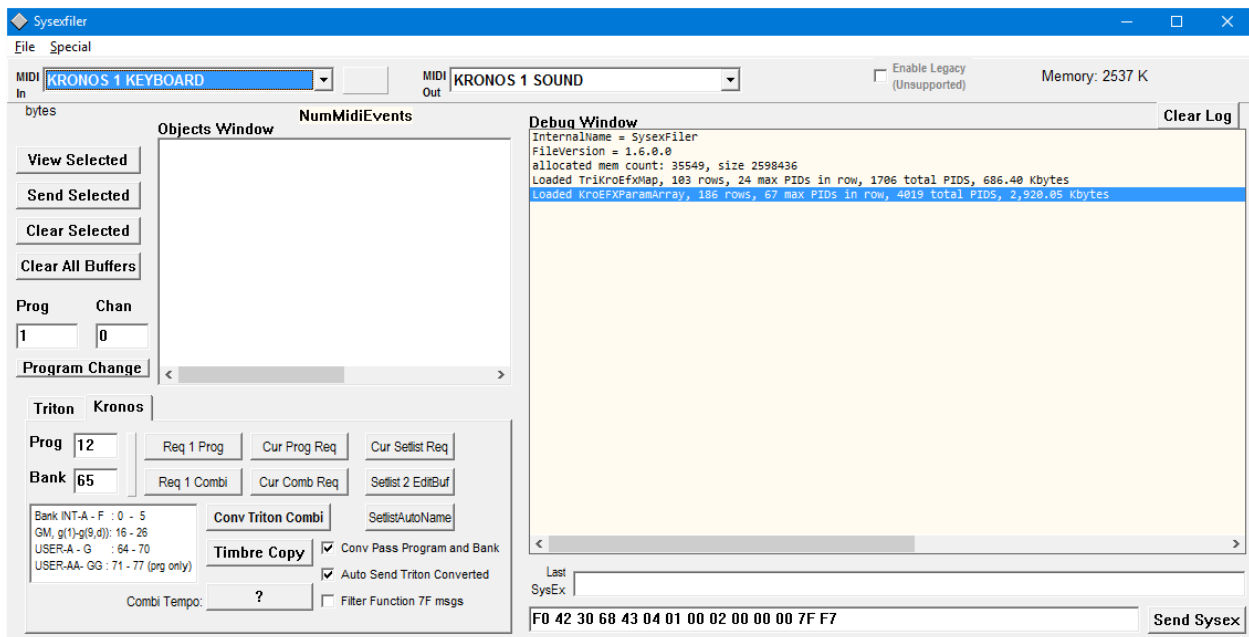 Sysexfiler
File Special
MIDI In KRONOS 1 KEYBOARD
MIDI Out KRONOS 1 SOUND
Enable Legacy
(Unsupported)
Memory: 2537 K
bytes
NumMidiEvents
Objects Window
Debug Window
Clear Log
InternalName = SysexFiler
FileVersion = 1.6.0.0
allocated mem count: 35549, size 2598436
Loaded TriKroEfxMap, 103 rows, 24 max PIDs in row, 1706 total PIDS, 686.40 Kbytes
Loaded KroEFXParamArray, 186 rows, 67 max PIDs in row, 4019 total PIDS, 2,920.05 Kbytes
View Selected
Send Selected
Clear Selected
Clear All Buffers
Prog Chan
1 0
Program Change
Triton Kronos
Prog 12 Req 1 Prog Cur Prog Req Cur Setlist Req
Bank 65 Req 1 Combi Cur Comb Req Setlist 2 EditBuf
Bank INT-A - F : 0 - 5
GM, g(1)-g(9,d)): 16 - 26
USER-A - G : 64 - 70
USER-AA- GG : 71 - 77 (prg only)
Conv Triton Combi SetlistAutoName
Timbre Copy Conv Pass Program and Bank
Auto Send Triton Converted
Combi Tempo: ? Filter Function 7F msgs
Last
SysEx
F0 42 30 68 43 04 01 00 02 00 00 00 7F F7 Send Sysex